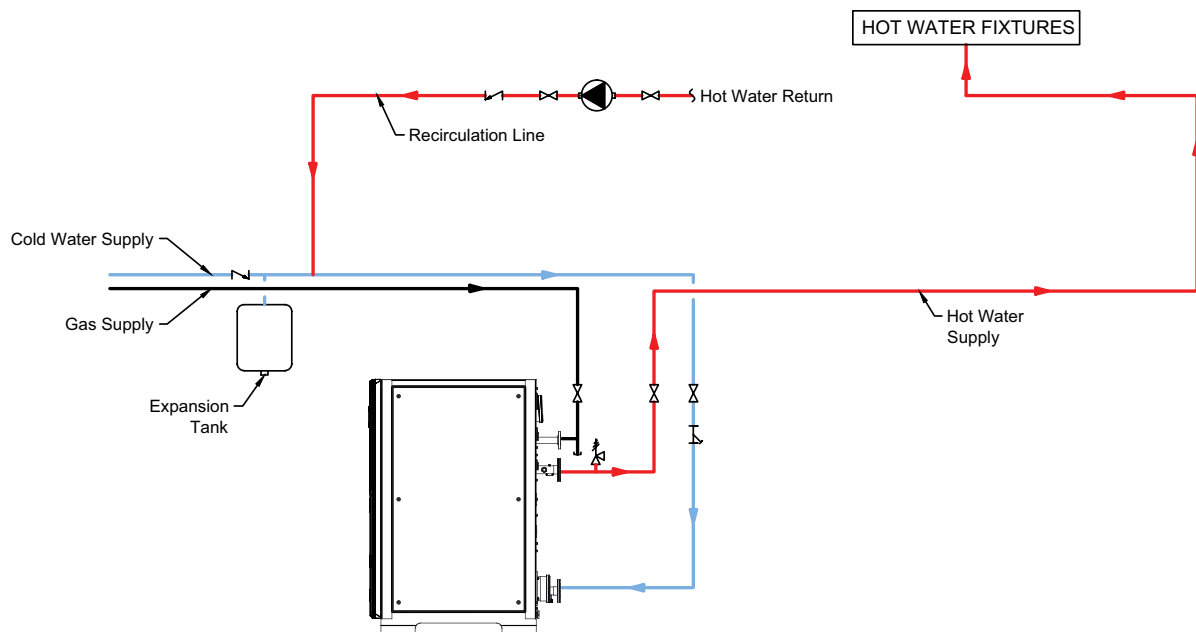 HOT WATER FIXTURES
Hot Water Return
Recirculation Line
Cold Water Supply
Gas Supply
Hot Water
Supply
Expansion
Tank